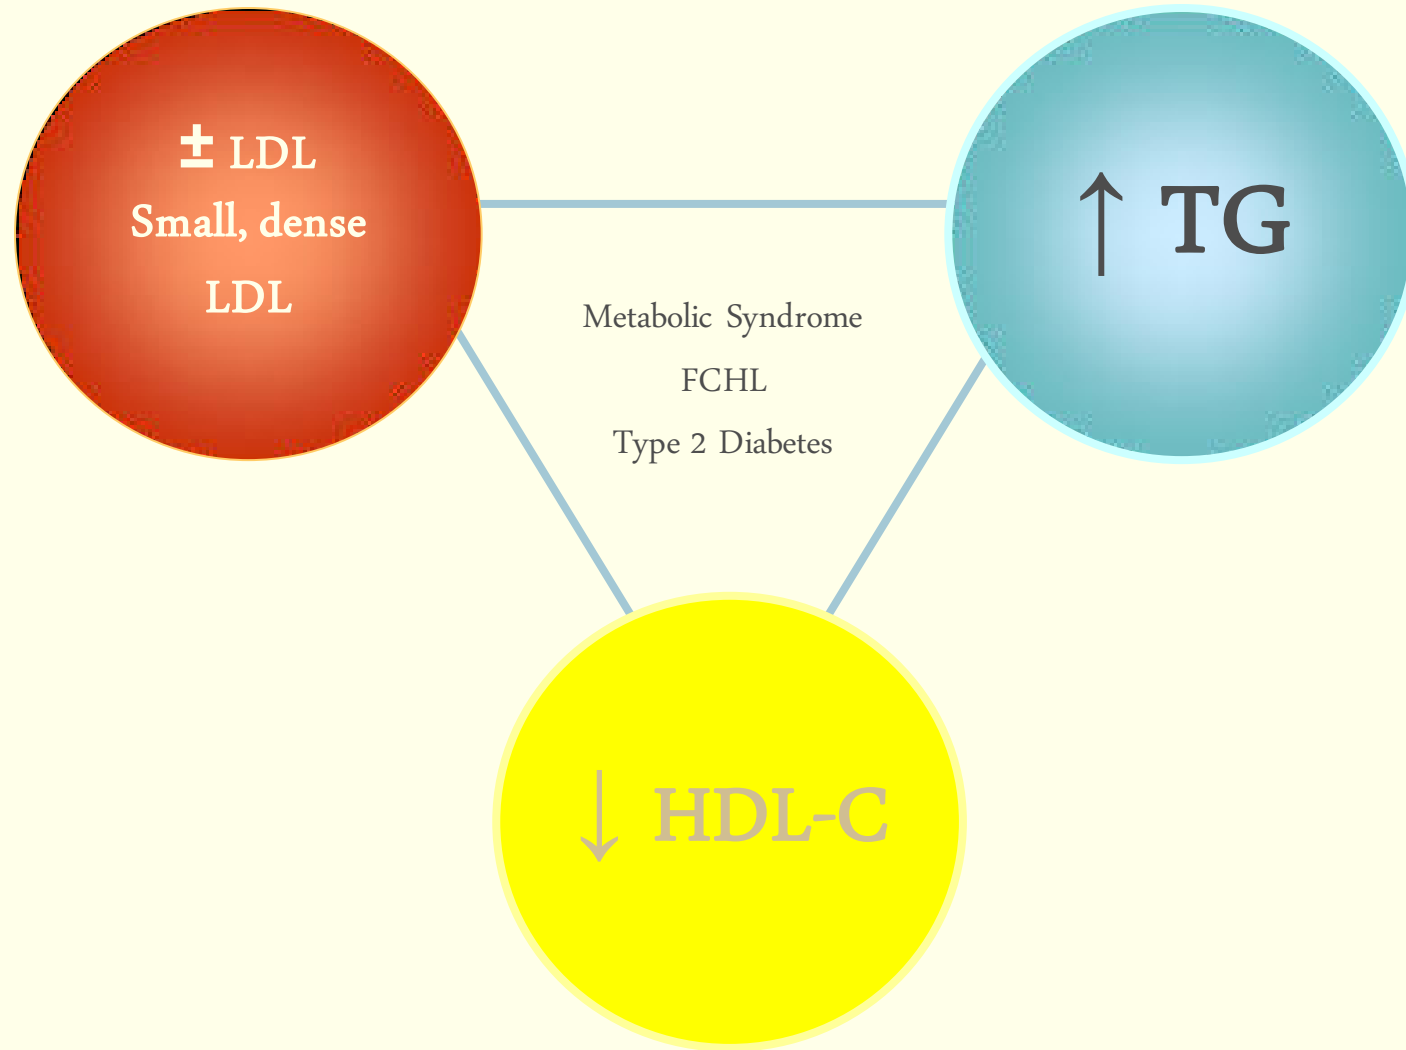 ± LDL
Small, dense
LDL
↑ TG
Metabolic Syndrome
FCHL
Type 2 Diabetes
↓ HDL-C